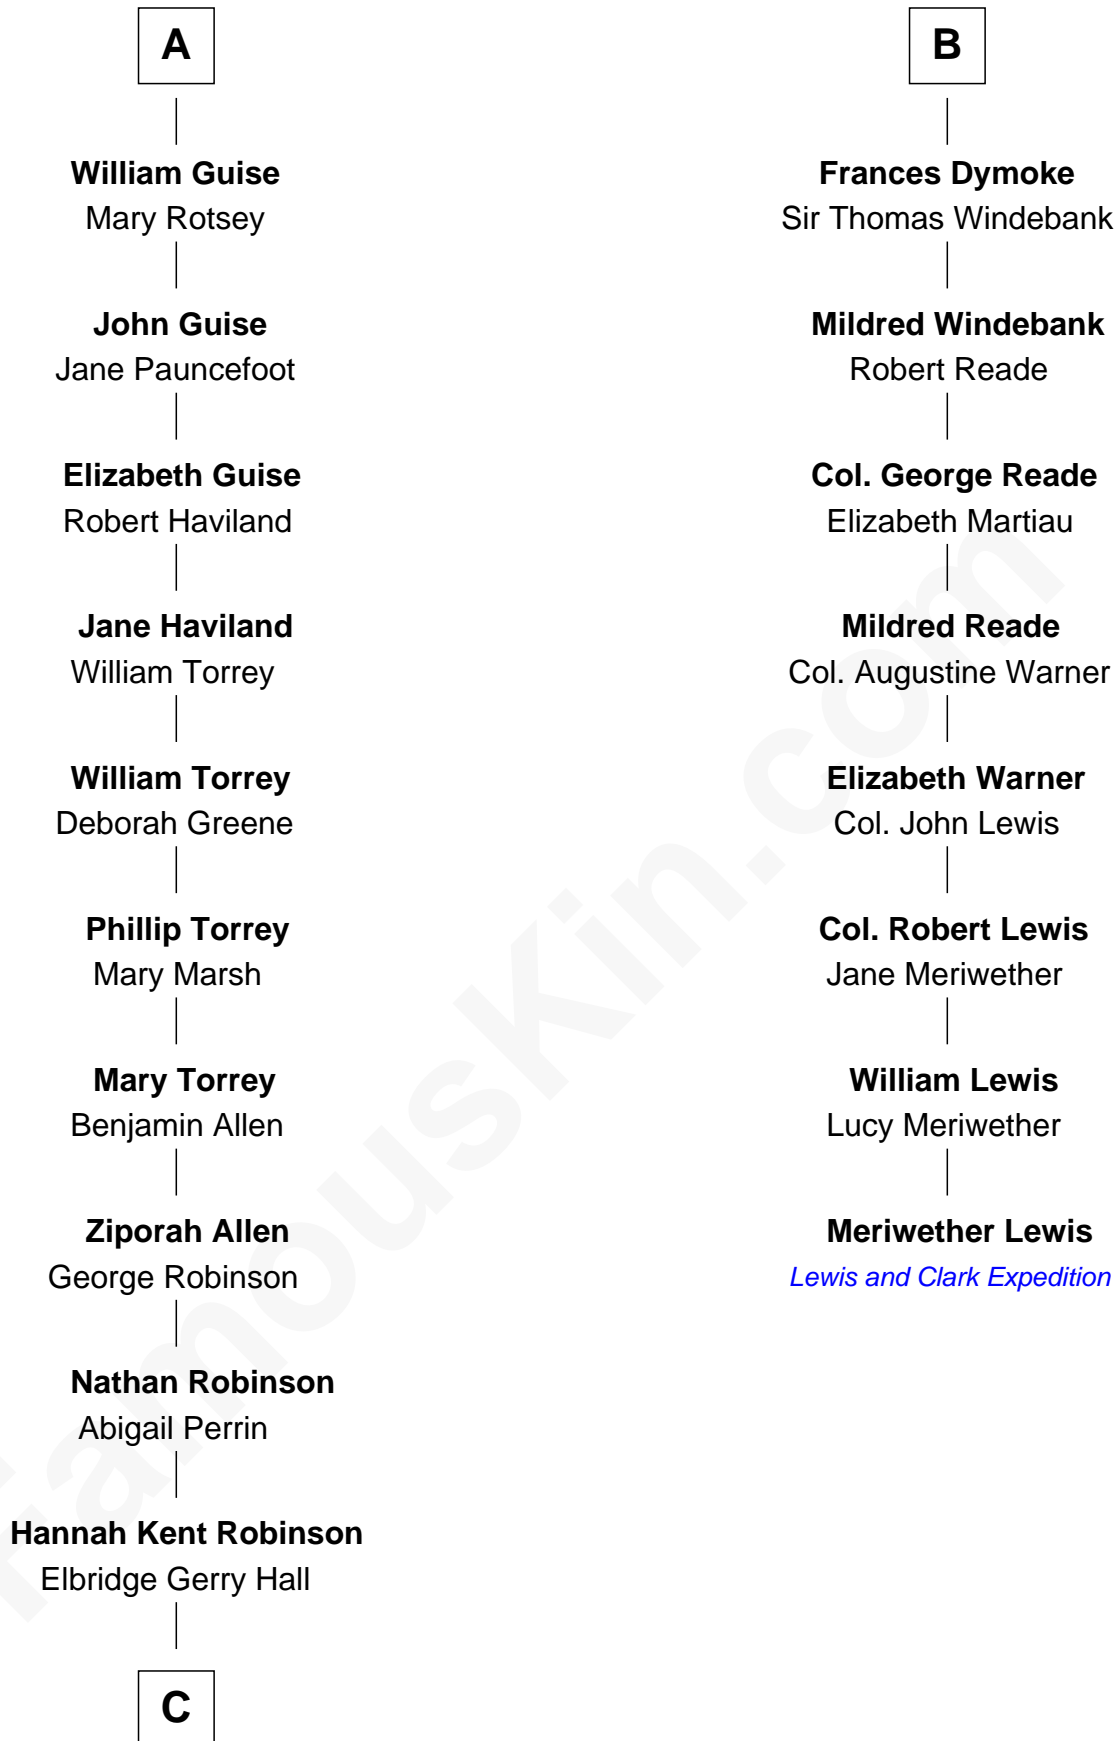 A
William Guise
Mary Rotsey
John Guise
Jane Pauncefoot
Elizabeth Guise
Robert Haviland
Jane Haviland
William Torrey
William Torrey
Deborah Greene
Phillip Torrey
Mary Marsh
Mary Torrey
Benjamin Allen
Ziporah Allen
George Robinson
Nathan Robinson
Abigail Perrin
Hannah Kent Robinson
Elbridge Gerry Hall
C
B
Frances Dymoke
Sir Thomas Windebank
Mildred Windebank
Robert Reade
Col. George Reade
Elizabeth Martiau
Mildred Reade
Col. Augustine Warner
Elizabeth Warner
Col. John Lewis
Col. Robert Lewis
Jane Meriwether
William Lewis
Lucy Meriwether
Meriwether Lewis
Lewis and Clark Expedition
FamousKin.com